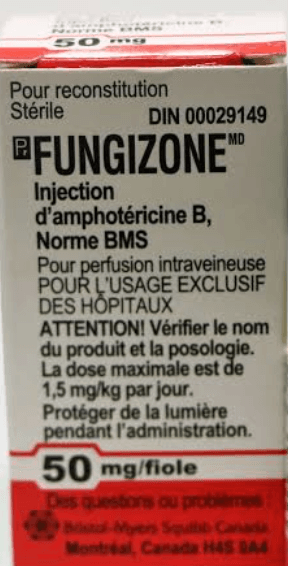 50 mg
Pour reconstitution
Stérile
DIN 00029149
Pr FUNGIZONE MD
Injection
d'amphotéricine B,
Norme BMS
Pour perfusion intraveineuse
POUR L'USAGE EXCLUSIF
DES HÔPITAUX
ATTENTION! Vérifier le nom
du produit et la posologie.
La dose maximale est de
1,5 mg/kg par jour.
Protéger de la lumière
pendant l'administration.
50 mg/fiole
Des questions ou problèmes
Bristol-Myers Squibb Canada
Montréal, Canada H4S